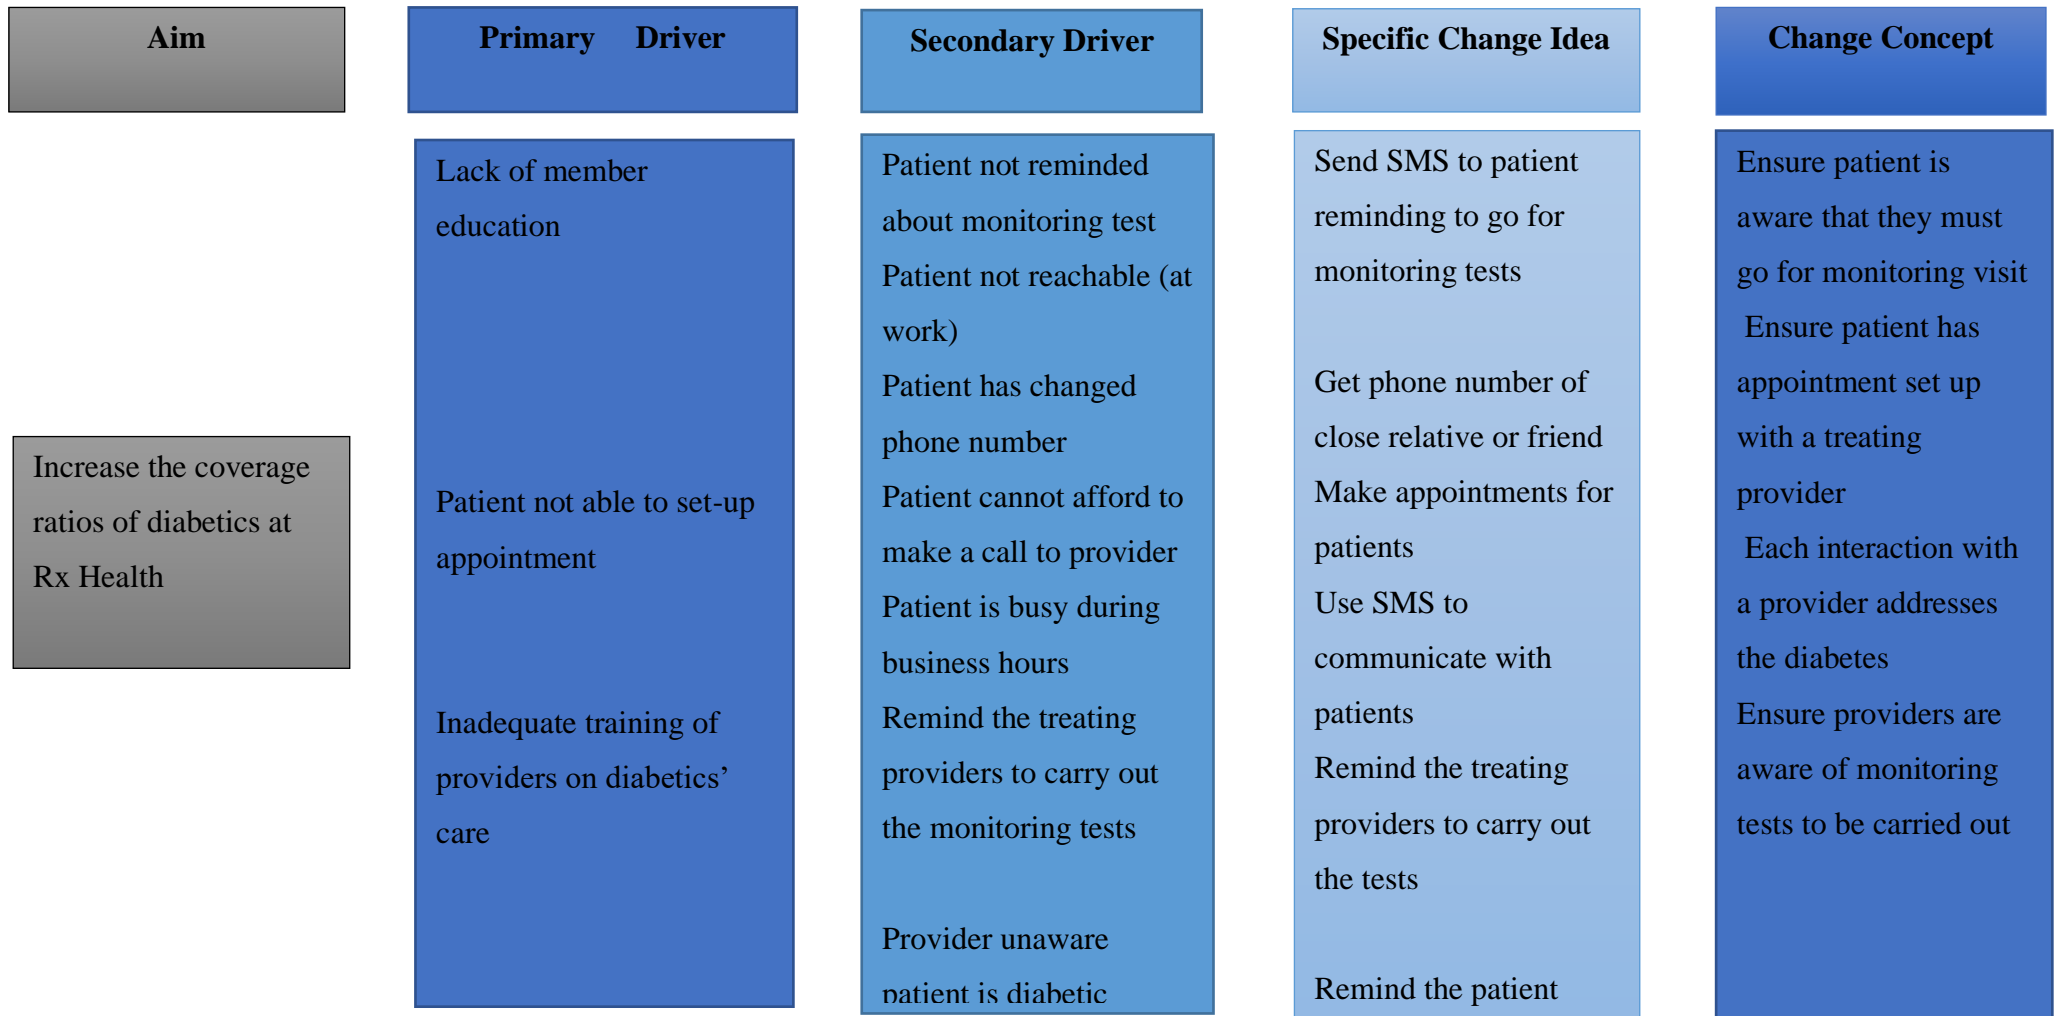 Aim
Primary Driver
Secondary Driver
Specific Change Idea
Change Concept
Increase the coverage
ratios of diabetics at
Rx Health
Lack of member
education
Patient not able to set-up
appointment
Inadequate training of
providers on diabetics’
care
Patient not reminded
about monitoring test
Patient not reachable (at
work)
Patient has changed
phone number
Patient cannot afford to
make a call to provider
Patient is busy during
business hours
Remind the treating
providers to carry out
the monitoring tests
Provider unaware
patient is diabetic
Send SMS to patient
reminding to go for
monitoring tests
Get phone number of
close relative or friend
Make appointments for
patients
Use SMS to
communicate with
patients
Remind the treating
providers to carry out
the tests
Remind the patient
Ensure patient is
aware that they must
go for monitoring visit
Ensure patient has
appointment set up
with a treating
provider
Each interaction with
a provider addresses
the diabetes
Ensure providers are
aware of monitoring
tests to be carried out